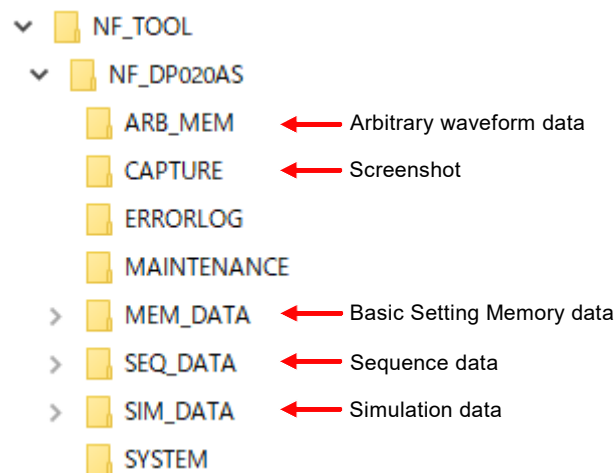 NF_TOOL
NF_DP020AS
ARB_MEM Arbitrary waveform data
CAPTURE Screenshot
ERRORLOG
MAINTENANCE
MEM_DATA Basic Setting Memory data
SEQ_DATA Sequence data
SIM_DATA Simulation data
SYSTEM